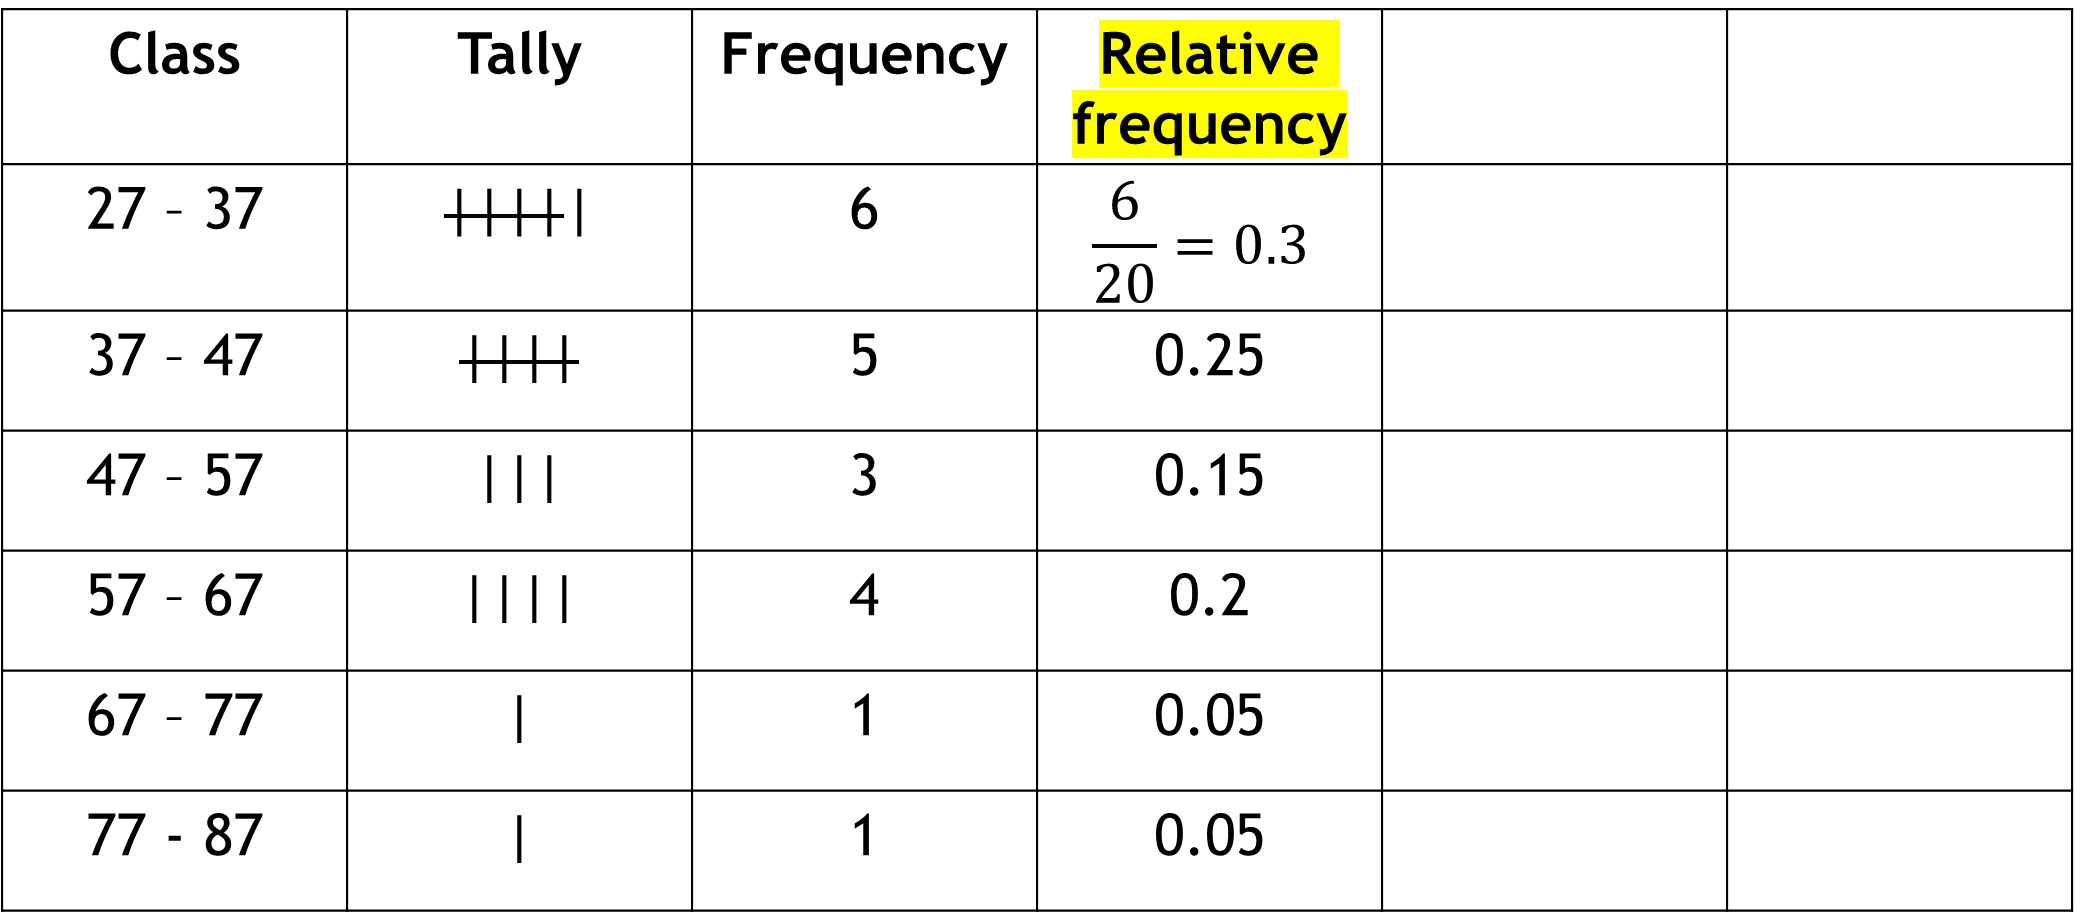 Class Tally Frequency Relative
frequency
27 – 37 6 6/20 = 0.3
37 – 47 5 0.25
47 – 57 ||| 3 0.15
57 – 67 |||| 4 0.2
67 – 77 | 1 0.05
77 - 87 | 1 0.05